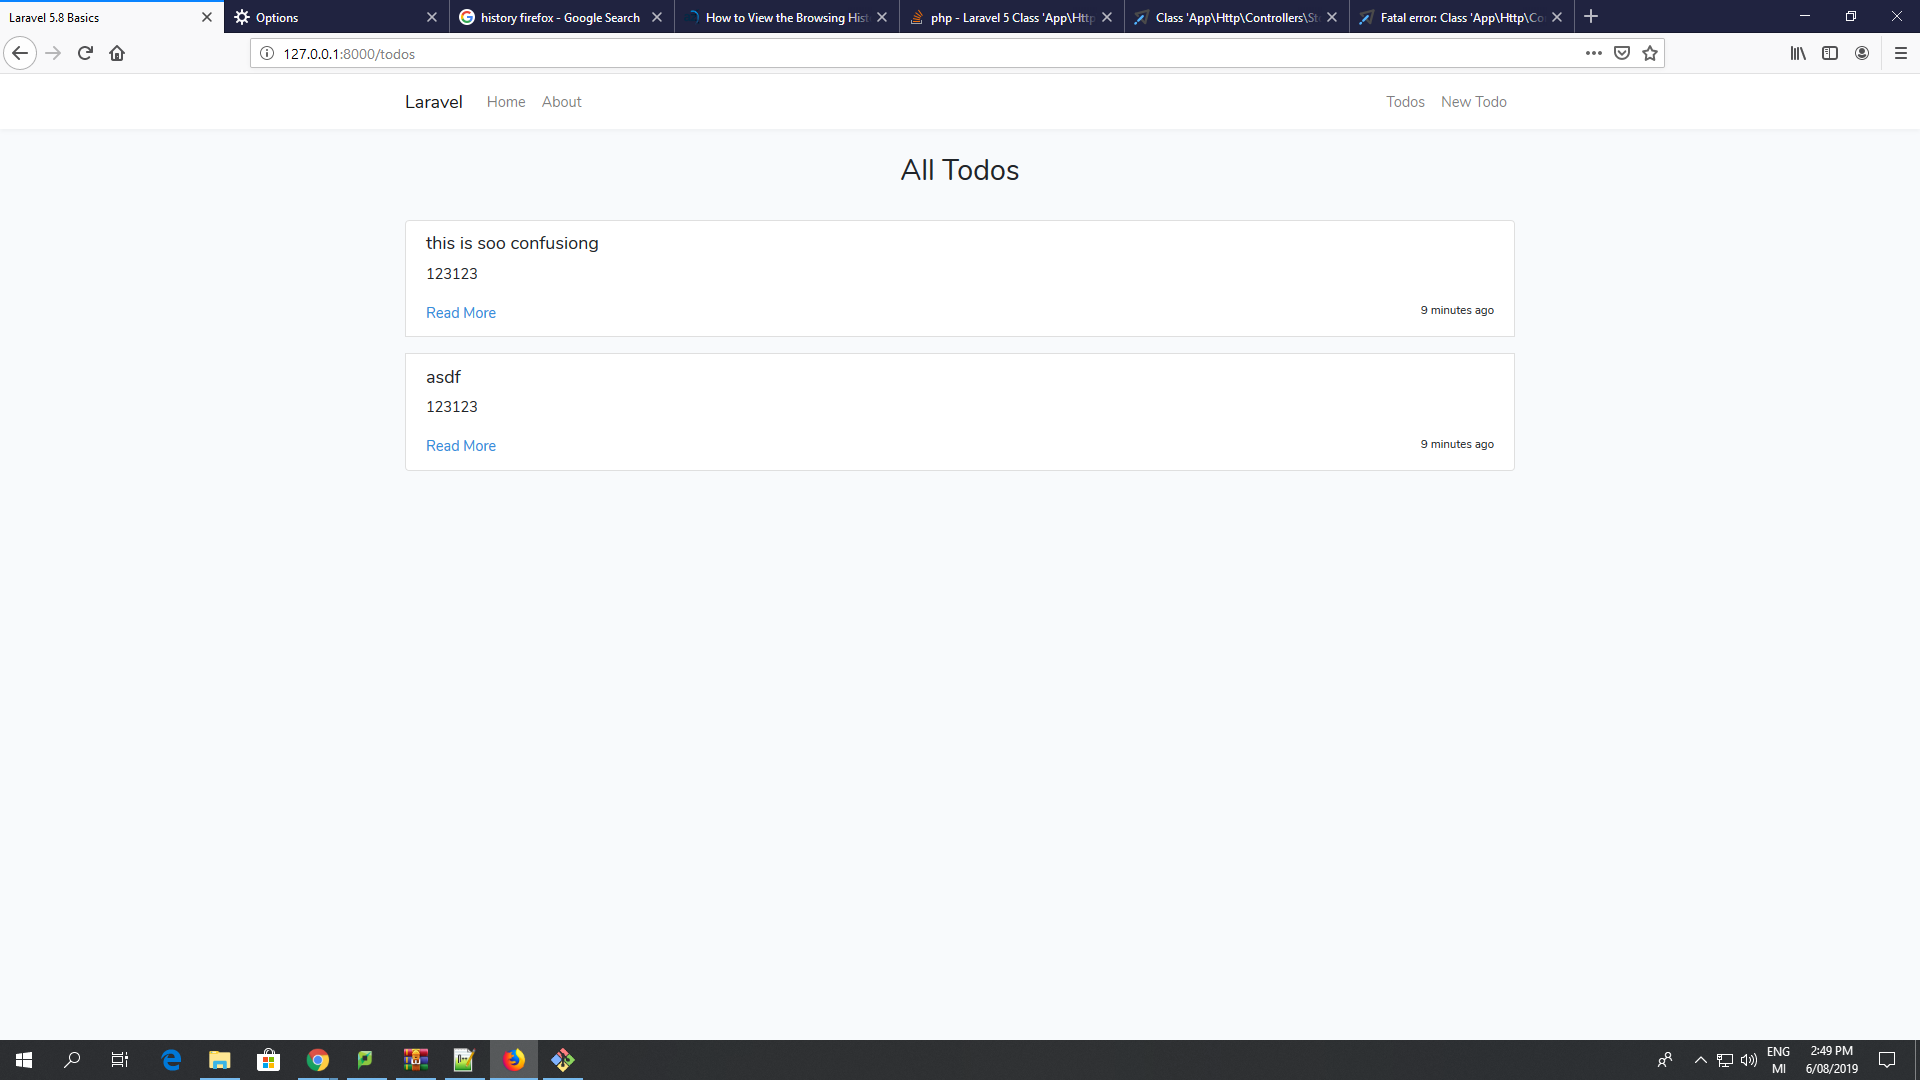 Laravel 5.8 Basics
Options
history firefox - Google Search
How to View the Browsing Hist
php - Laravel 5 Class 'App\Http
Class 'App\Http\Controllers\Sto
Fatal error: Class 'App\Http\Co
127.0.0.1:8000/todos
Laravel Home About Todos New Todo
All Todos
this is soo confusiong
123123
Read More 9 minutes ago
asdf
123123
Read More 9 minutes ago
ENG
MI
2:49 PM
6/08/2019